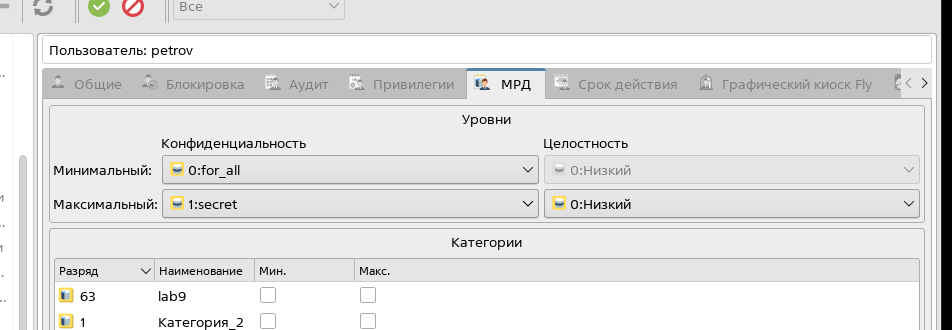 Все
Пользователь: petrov
Общие Блокировка Аудит Привилегии МРД Срок действия Графический киоск Fly
Уровни
Конфиденциальность Целостность
Минимальный: 0:for_all 0:Низкий
Максимальный: 1:secret 0:Низкий
Категории
Разряд Наименование Мин. Макс.
63 lab9
1 Категория_2